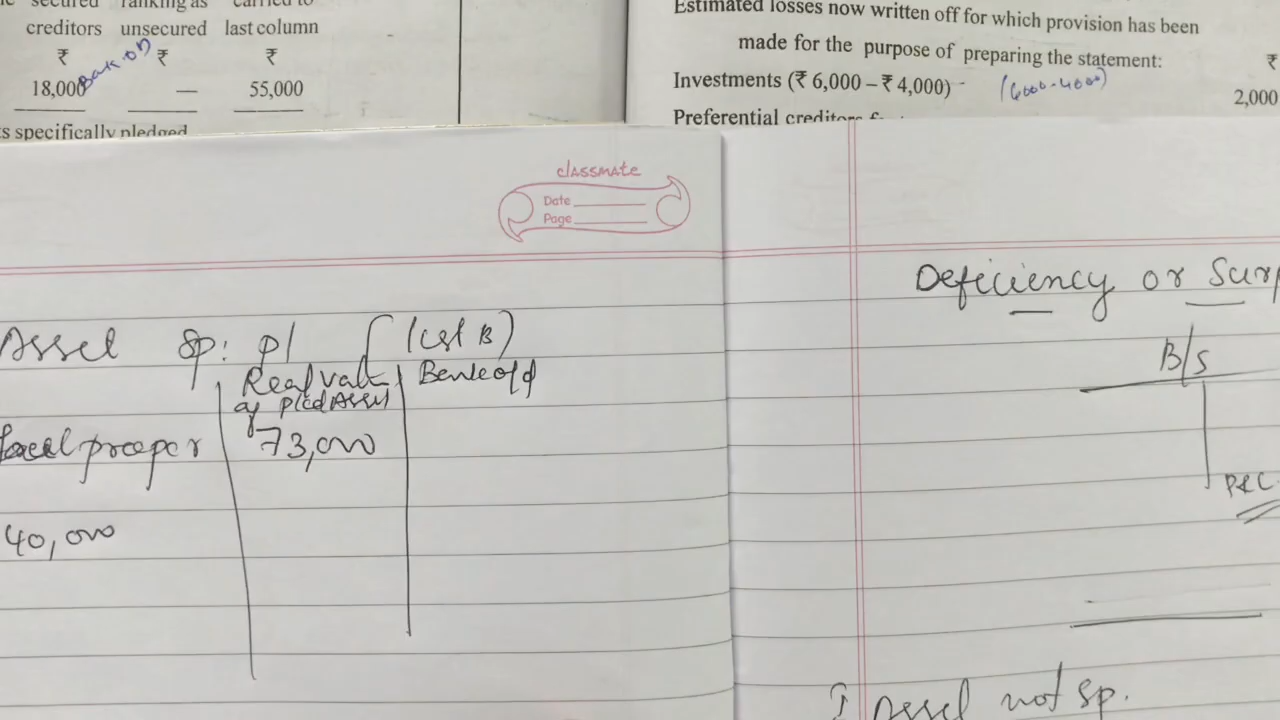 secured ranking as carried to
creditors unsecured last column
₹ ₹ ₹
18,000 — 55,000
s specifically pledged
Estimated losses now written off for which provision has been
made for the purpose of preparing the statement:
₹
Investments (₹ 6,000 – ₹ 4,000) (6000-4000)
2,000
Preferential creditors
classmate
Date
Page
Asset Sp: pl (list B)
of pled Asset
73,000
40,000
Deficiency or Surp
B/S
P&L
I Asset not Sp.